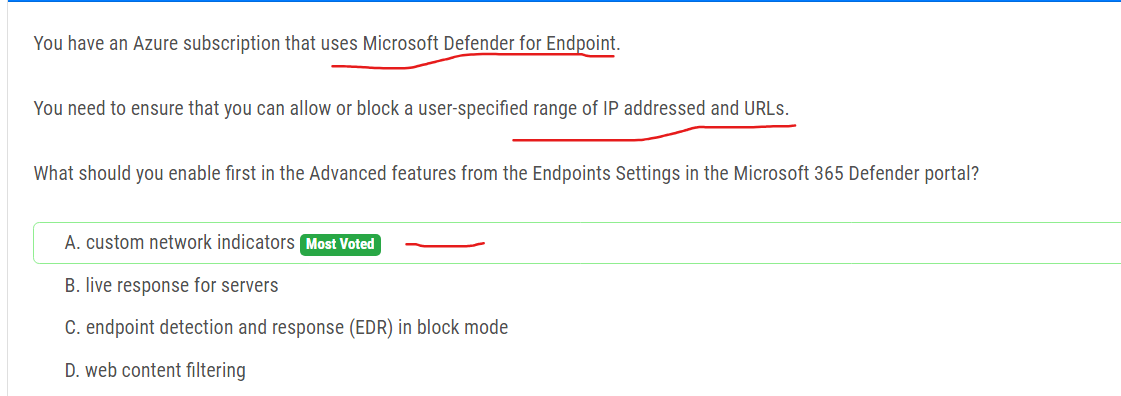 You have an Azure subscription that uses Microsoft Defender for Endpoint.
You need to ensure that you can allow or block a user-specified range of IP addressed and URLs.
What should you enable first in the Advanced features from the Endpoints Settings in the Microsoft 365 Defender portal?
A. custom network indicators Most Voted
B. live response for servers
C. endpoint detection and response (EDR) in block mode
D. web content filtering